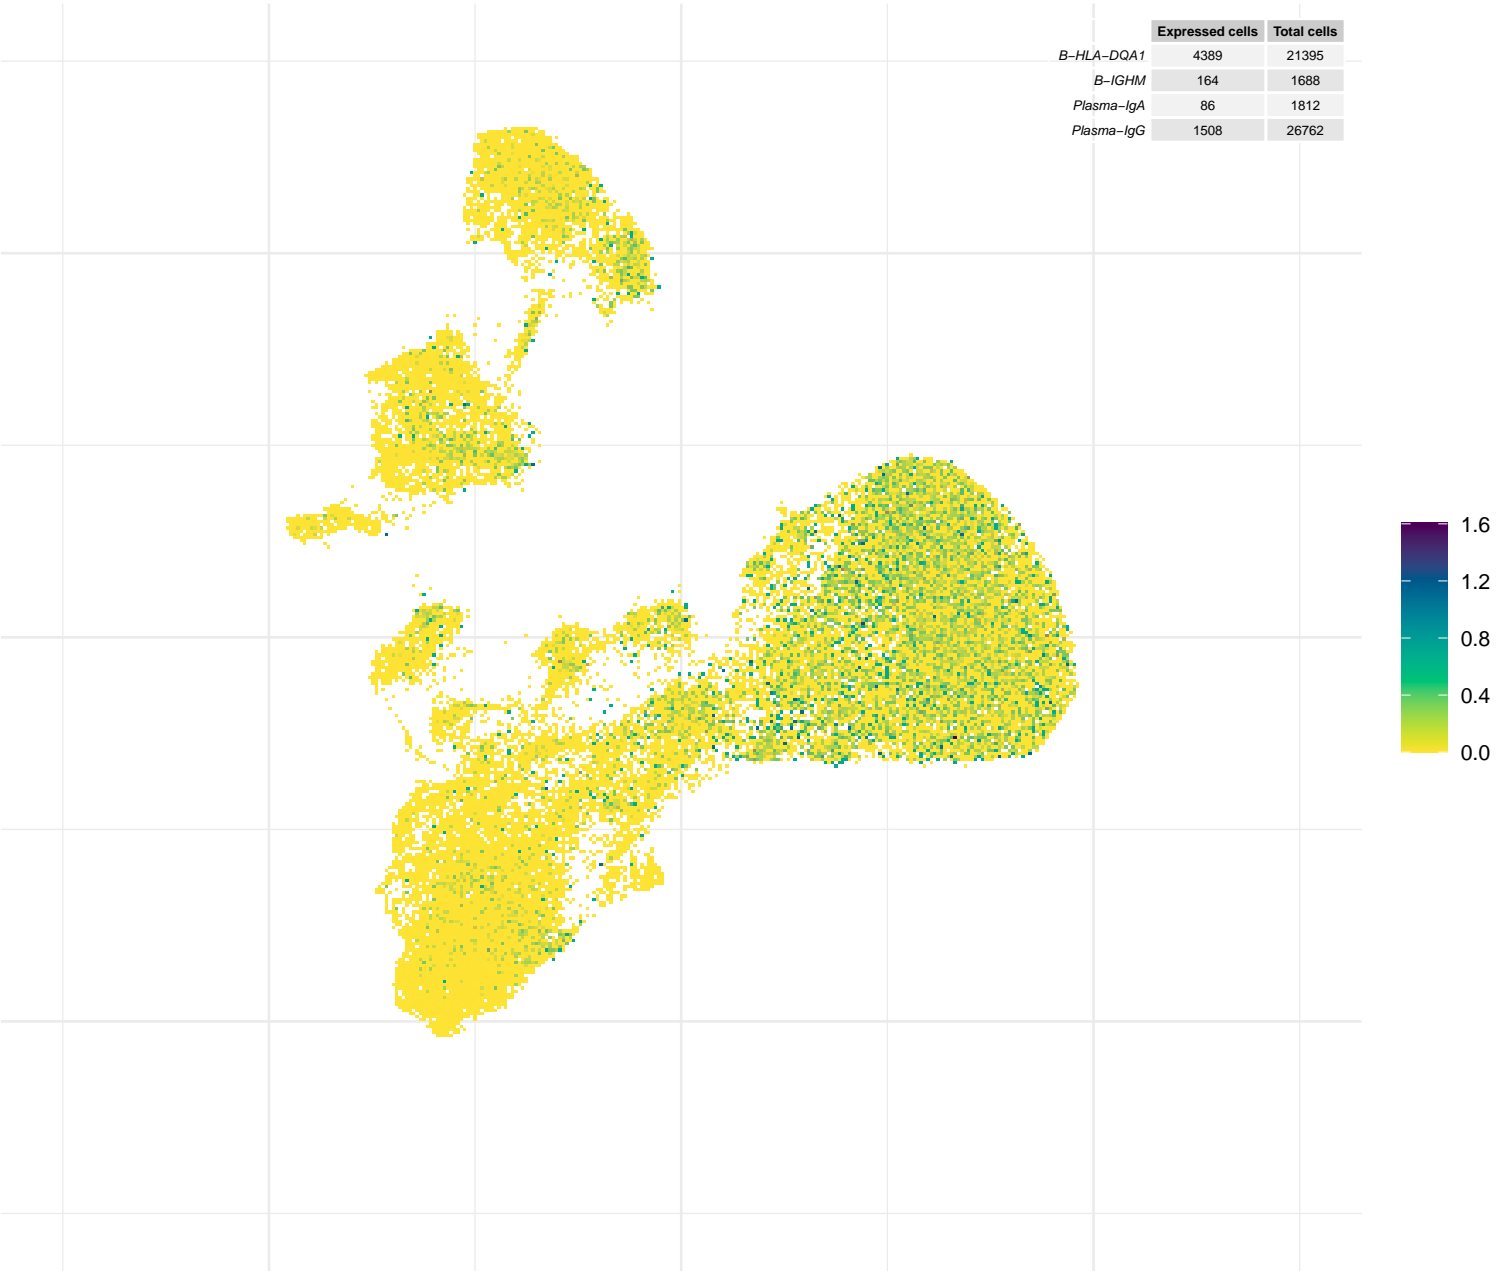 Expressed cells Total cells
B−HLA−DQA1 4389 21395
B−IGHM 164 1688
Plasma−IgA 86 1812
Plasma−IgG 1508 26762
1.6
1.2
0.8
0.4
0.0